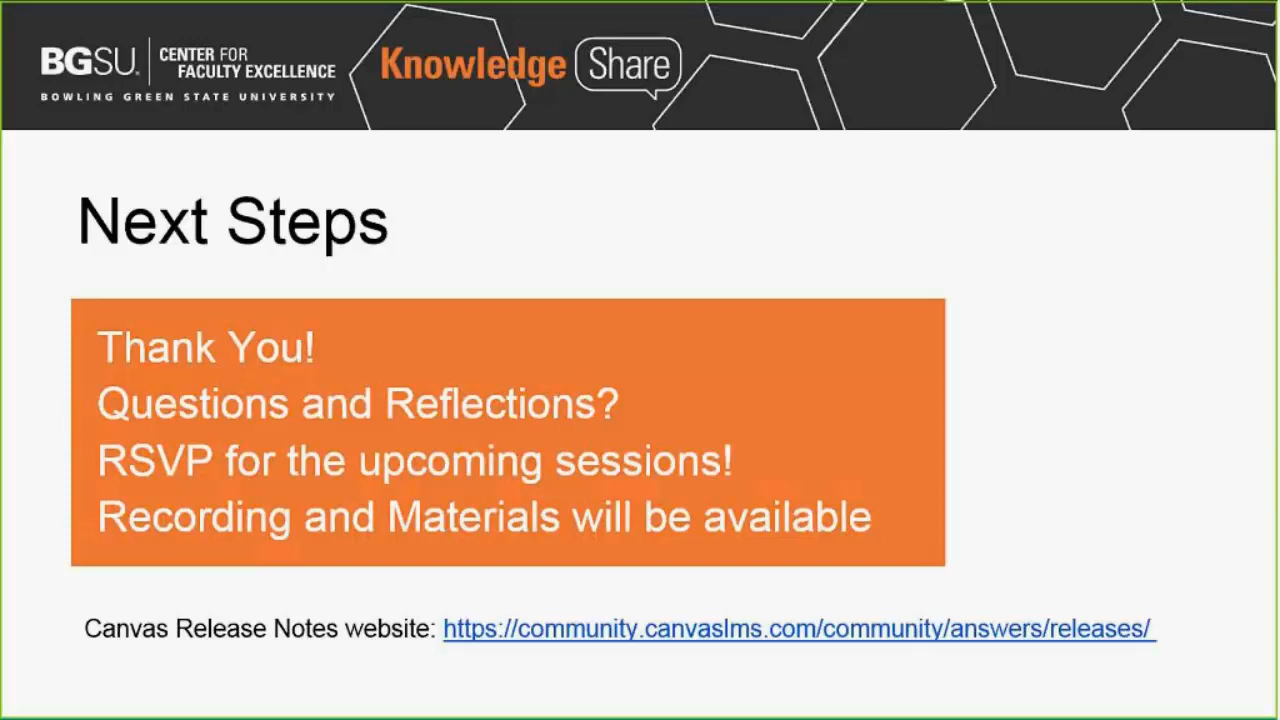 BGSU. CENTER FOR
FACULTY EXCELLENCE
BOWLING GREEN STATE UNIVERSITY
Knowledge Share
Next Steps
Thank You!
Questions and Reflections?
RSVP for the upcoming sessions!
Recording and Materials will be available
Canvas Release Notes website: https://community.canvaslms.com/community/answers/releases/